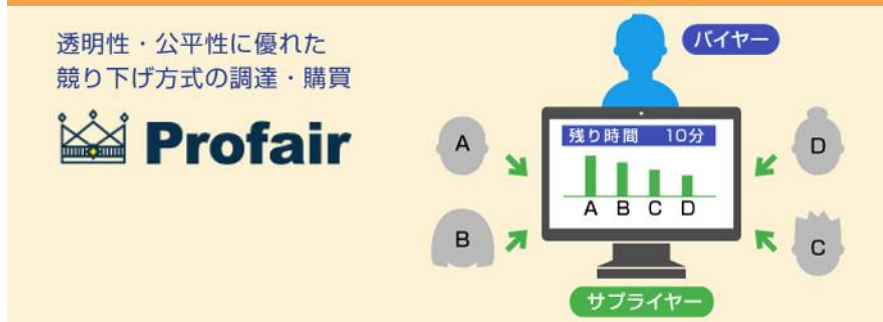 透明性・公平性に優れた
競り下げ方式の調達・購買
Profair
バイヤー
残り時間 10分
A B C D
A
B
D
C
サプライヤー